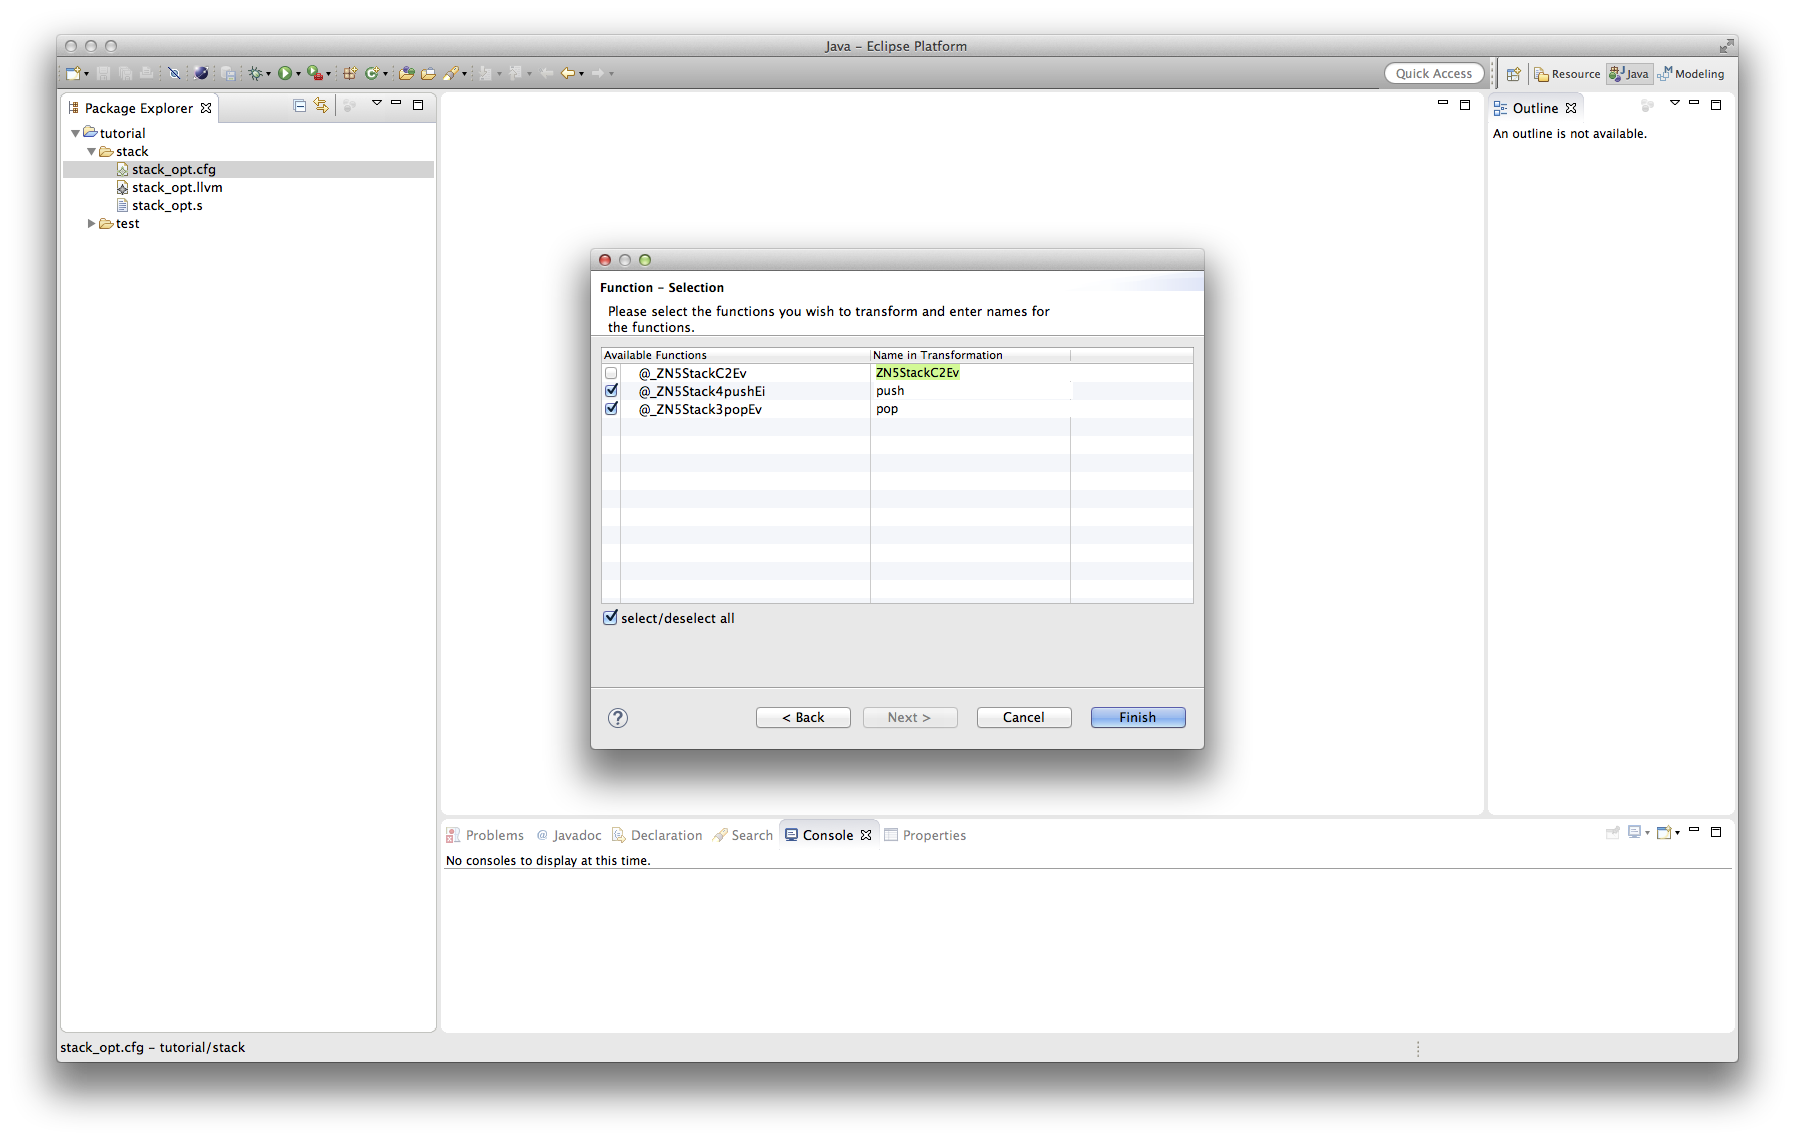 Java – Eclipse Platform
Quick Access
Resource
Java
Modeling
Package Explorer
tutorial
stack
stack_opt.cfg
stack_opt.llvm
stack_opt.s
test
Outline
An outline is not available.
Function – Selection
Please select the functions you wish to transform and enter names for
the functions.
Available Functions
Name in Transformation
@_ZN5StackC2Ev
ZN5StackC2Ev
@_ZN5Stack4pushEi
push
@_ZN5Stack3popEv
pop
select/deselect all
?
< Back
Next >
Cancel
Finish
Problems
@ Javadoc
Declaration
Search
Console
Properties
No consoles to display at this time.
stack_opt.cfg – tutorial/stack